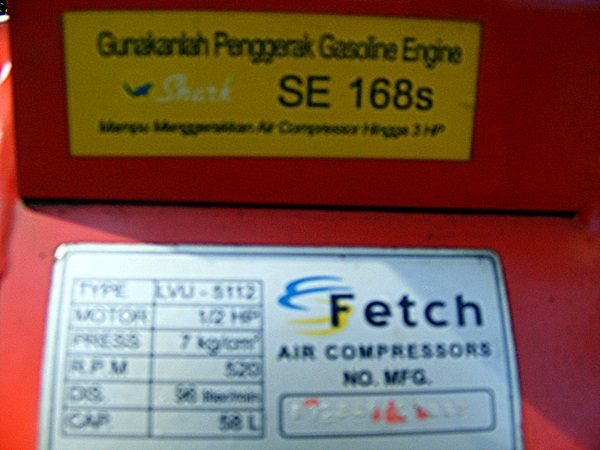 Gunakanlah Penggerak Gasoline Engine
Shark SE 168s
Mampu Menggerakkan Air Compressor Hingga 3 HP
TYPE LVU - 5112
MOTOR 1/2 HP
PRESS 7 kg/cm²
R.P.M 520
DIS. 96 liter/min
CAP. 58 L
Fetch
AIR COMPRESSORS
NO. MFG.